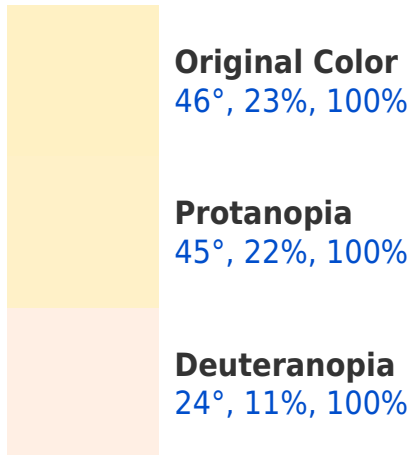 Original Color
46°, 23%, 100%
Protanopia
45°, 22%, 100%
Deuteranopia
24°, 11%, 100%